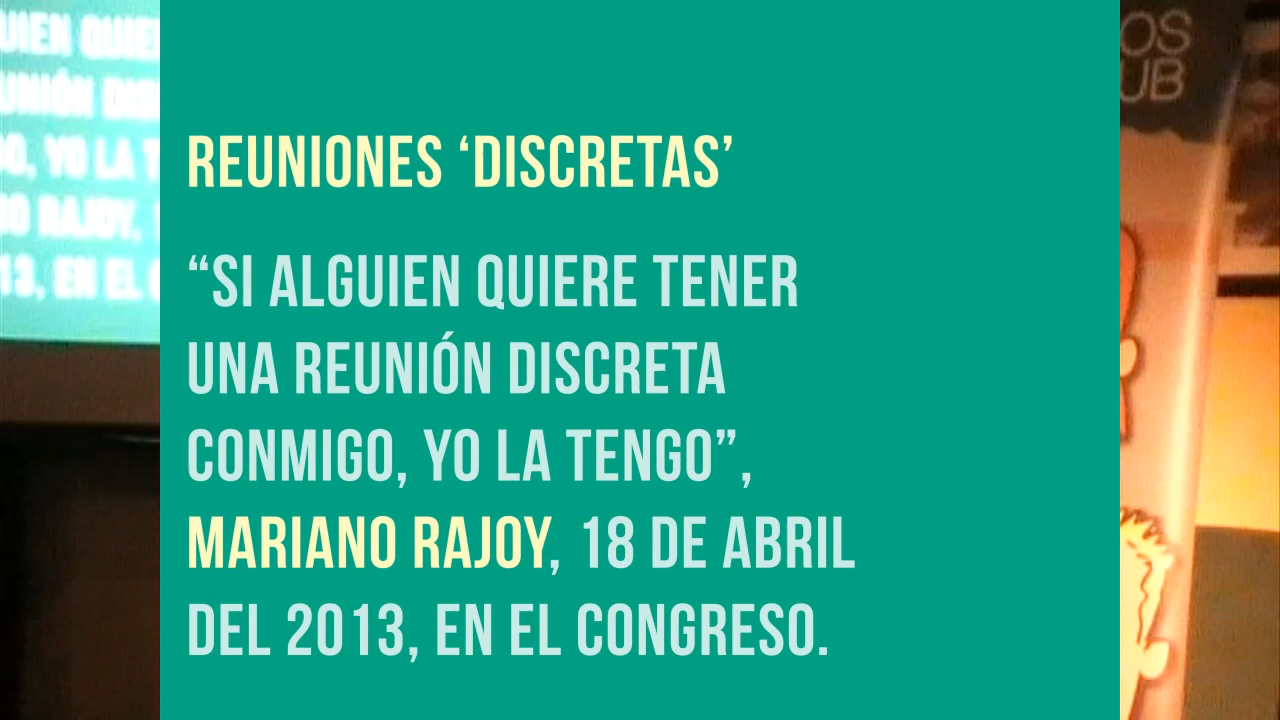 REUNIONES ‘DISCRETAS’
“SI ALGUIEN QUIERE TENER
UNA REUNIÓN DISCRETA
CONMIGO, YO LA TENGO”,
MARIANO RAJOY, 18 DE ABRIL
DEL 2013, EN EL CONGRESO.